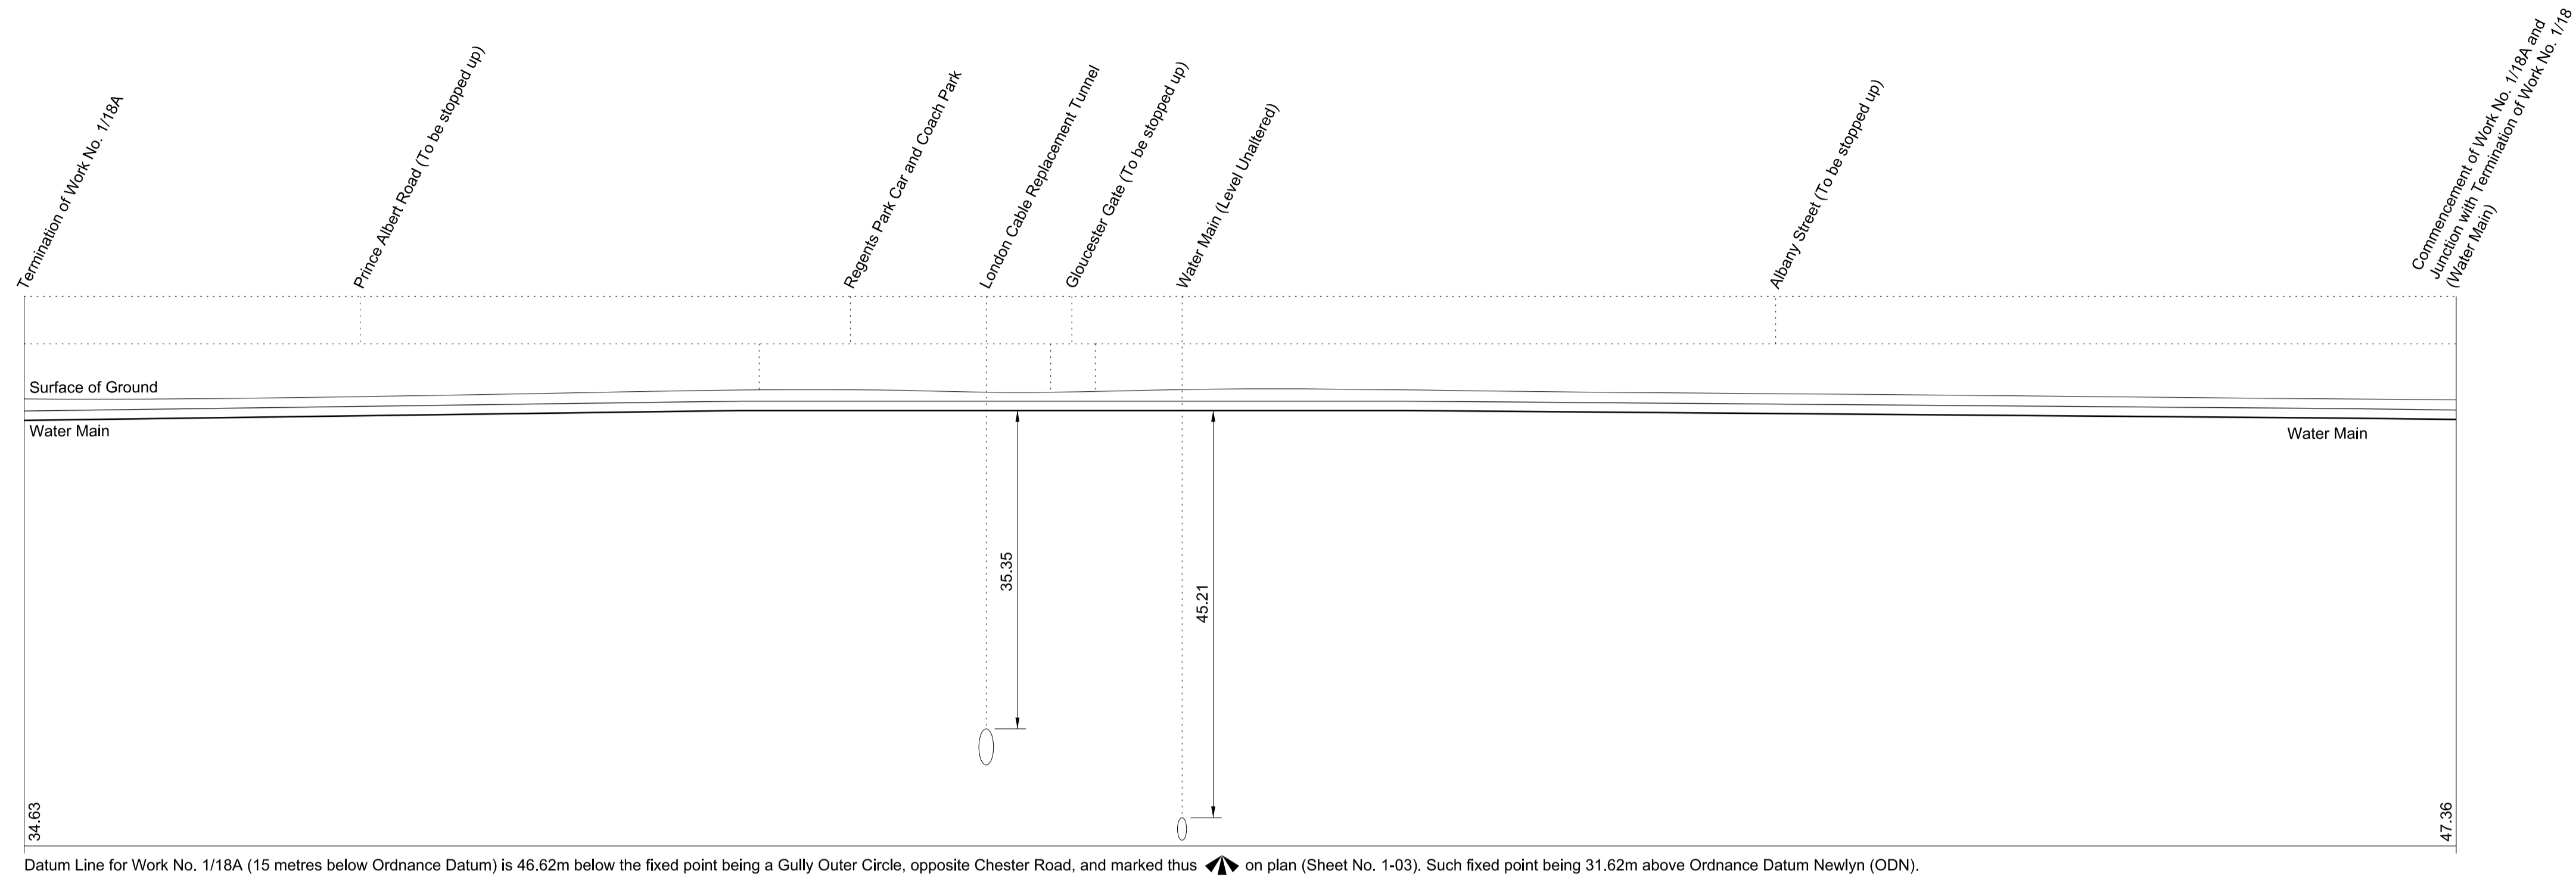 Termination of Work No. 1/18A
Prince Albert Road (To be stopped up)
Regents Park Car and Coach Park
London Cable Replacement Tunnel
Gloucester Gate (To be stopped up)
Water Main (Level Unaltered)
Albany Street (To be stopped up)
Commencement of Work No. 1/18A and
Junction with Termination of Work No. 1/18
(Water Main)
Surface of Ground
Water Main
Water Main
35.35
45.21
34.63
47.36
Datum Line for Work No. 1/18A (15 metres below Ordnance Datum) is 46.62m below the fixed point being a Gully Outer Circle, opposite Chester Road, and marked thus on plan (Sheet No. 1-03). Such fixed point being 31.62m above Ordnance Datum Newlyn (ODN).